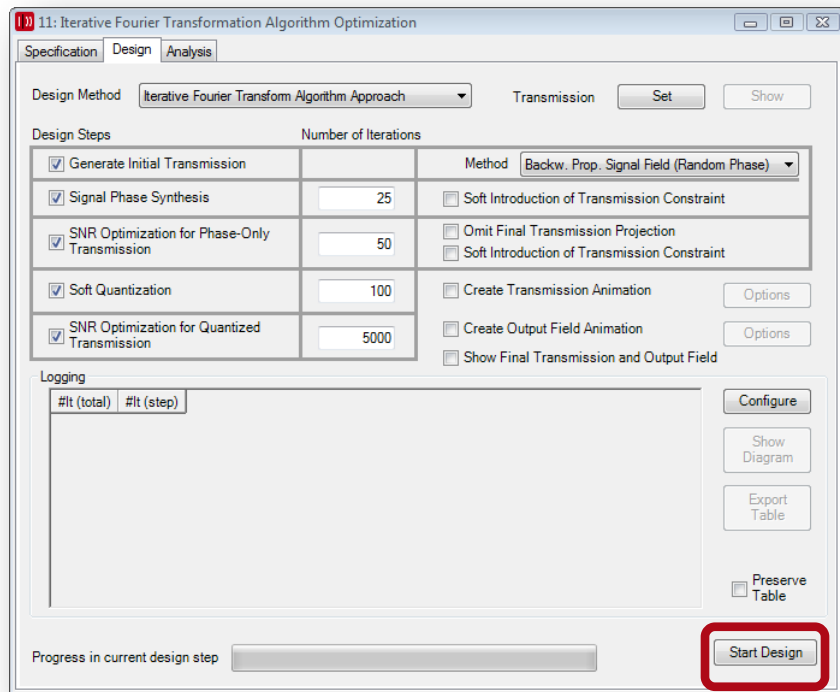 11: Iterative Fourier Transformation Algorithm Optimization
Specification Design Analysis
Design Method Iterative Fourier Transform Algorithm Approach Transmission Set Show
Design Steps Number of Iterations
Generate Initial Transmission Method Backw. Prop. Signal Field (Random Phase)
Signal Phase Synthesis 25 Soft Introduction of Transmission Constraint
SNR Optimization for Phase-Only
Transmission
50
Omit Final Transmission Projection
Soft Introduction of Transmission Constraint
Soft Quantization 100 Create Transmission Animation Options
SNR Optimization for Quantized
Transmission
5000
Create Output Field Animation Options
Show Final Transmission and Output Field
Logging
#It (total) #It (step)
Configure
Show
Diagram
Export
Table
Preserve
Table
Progress in current design step Start Design